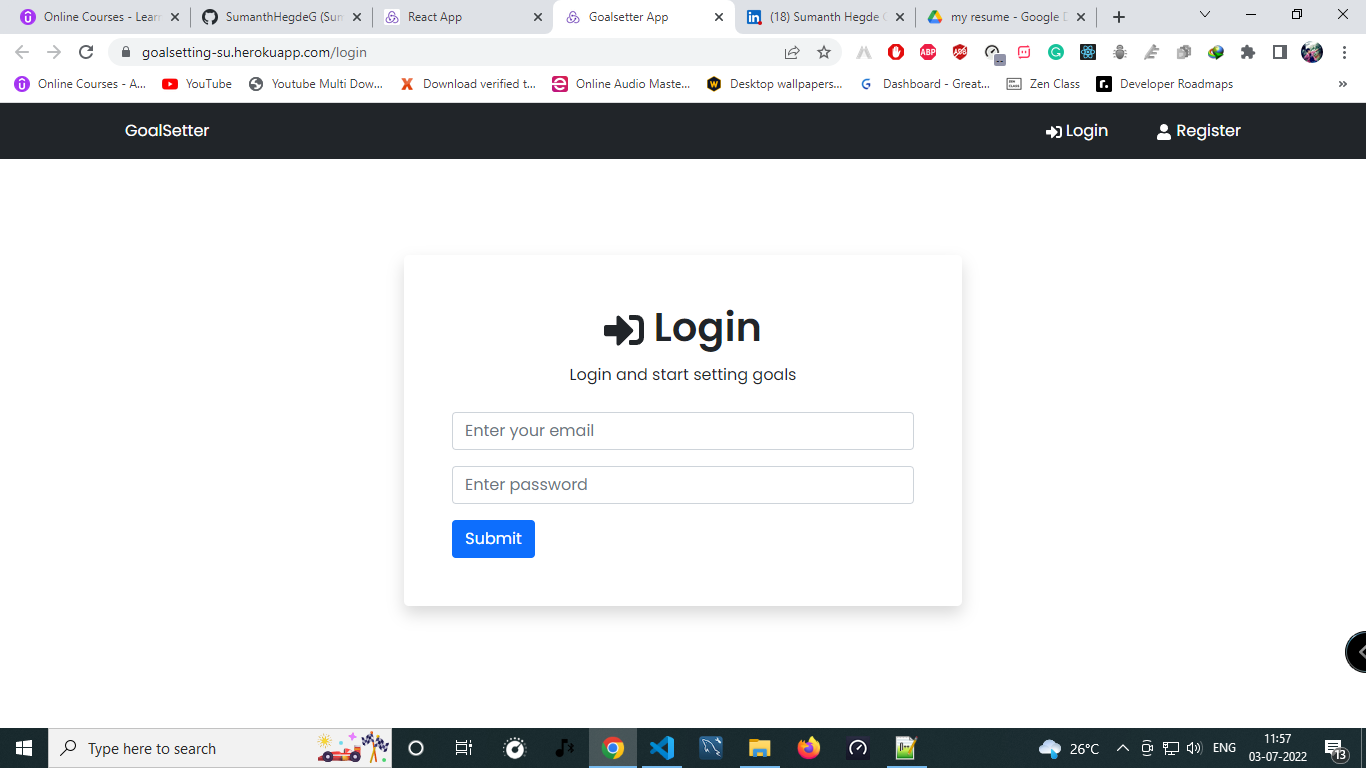 Online Courses - Lear
SumanthHegdeG (Sum
React App
Goalsetter App
(18) Sumanth Hegde G
my resume - Google D
goalsetting-su.herokuapp.com/login
Online Courses - A...
YouTube
Youtube Multi Dow...
Download verified t...
Online Audio Maste...
Desktop wallpapers...
Dashboard - Great...
Zen Class
Developer Roadmaps
»
GoalSetter
Login
Register
Login
Login and start setting goals
Enter your email
Enter password
Submit
Type here to search
26°C
ENG
11:57
03-07-2022
13